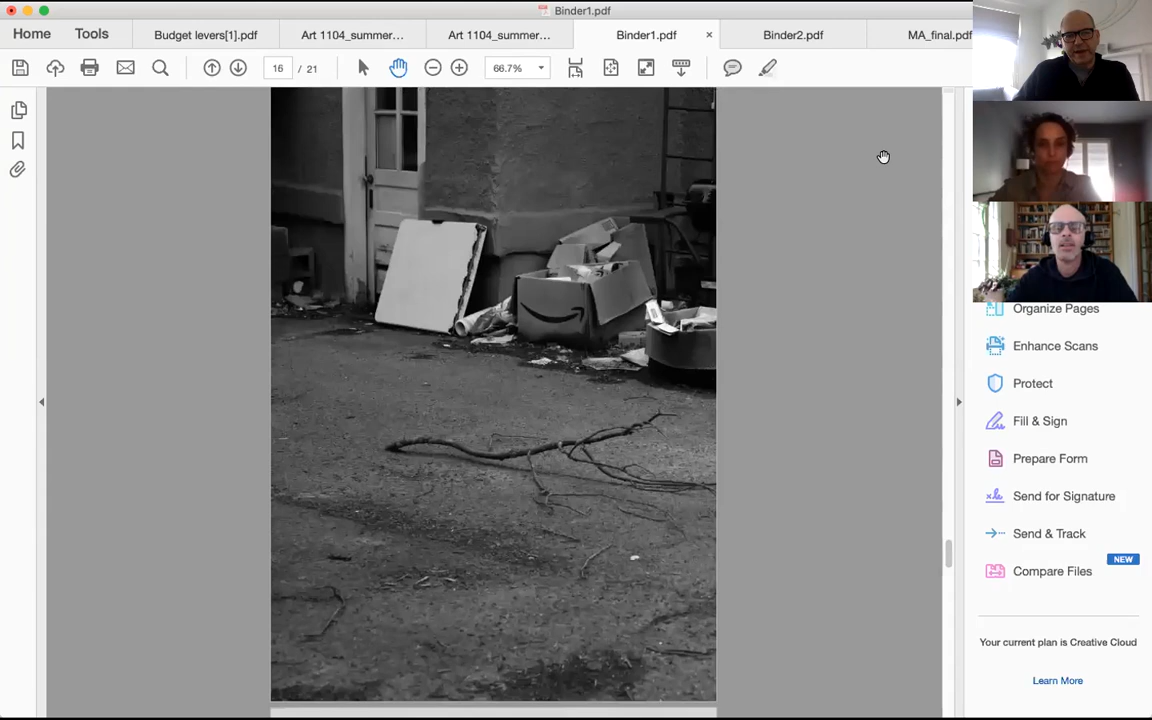 Binder1.pdf
Home Tools Budget levers[1].pdf Art 1104_summer... Art 1104_summer... Binder1.pdf × Binder2.pdf MA_final.pdf
16 / 21 66.7%
Organize Pages
Enhance Scans
Protect
Fill & Sign
Prepare Form
Send for Signature
Send & Track
NEW
Compare Files
Your current plan is Creative Cloud
Learn More